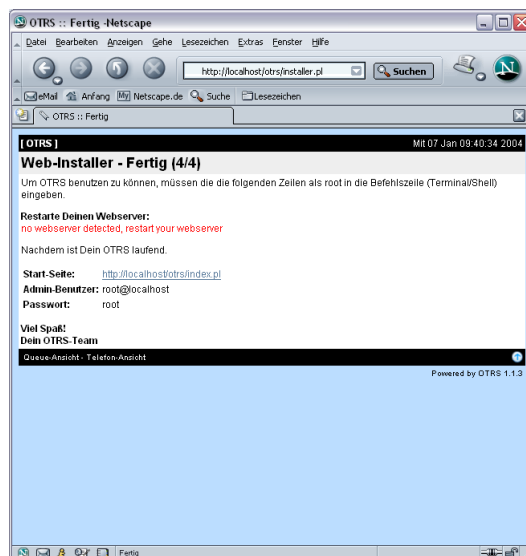 OTRS :: Fertig -Netscape
Datei Bearbeiten Anzeigen Gehe Lesezeichen Extras Fenster Hilfe
http://localhost/otrs/installer.pl Suchen
eMail Anfang My Netscape.de Suche Lesezeichen
OTRS :: Fertig
[ OTRS ] Mit 07 Jan 09:40:34 2004
Web-Installer - Fertig (4/4)
Um OTRS benutzen zu können, müssen die die folgenden Zeilen als root in die Befehlszeile (Terminal/Shell)
eingeben.
Restarte Deinen Webserver:
no webserver detected, restart your webserver
Nachdem ist Dein OTRS laufend.
Start-Seite: http://localhost/otrs/index.pl
Admin-Benutzer: root@localhost
Passwort: root
Viel Spaß!
Dein OTRS-Team
Queue-Ansicht - Telefon-Ansicht
Powered by OTRS 1.1.3
Fertig